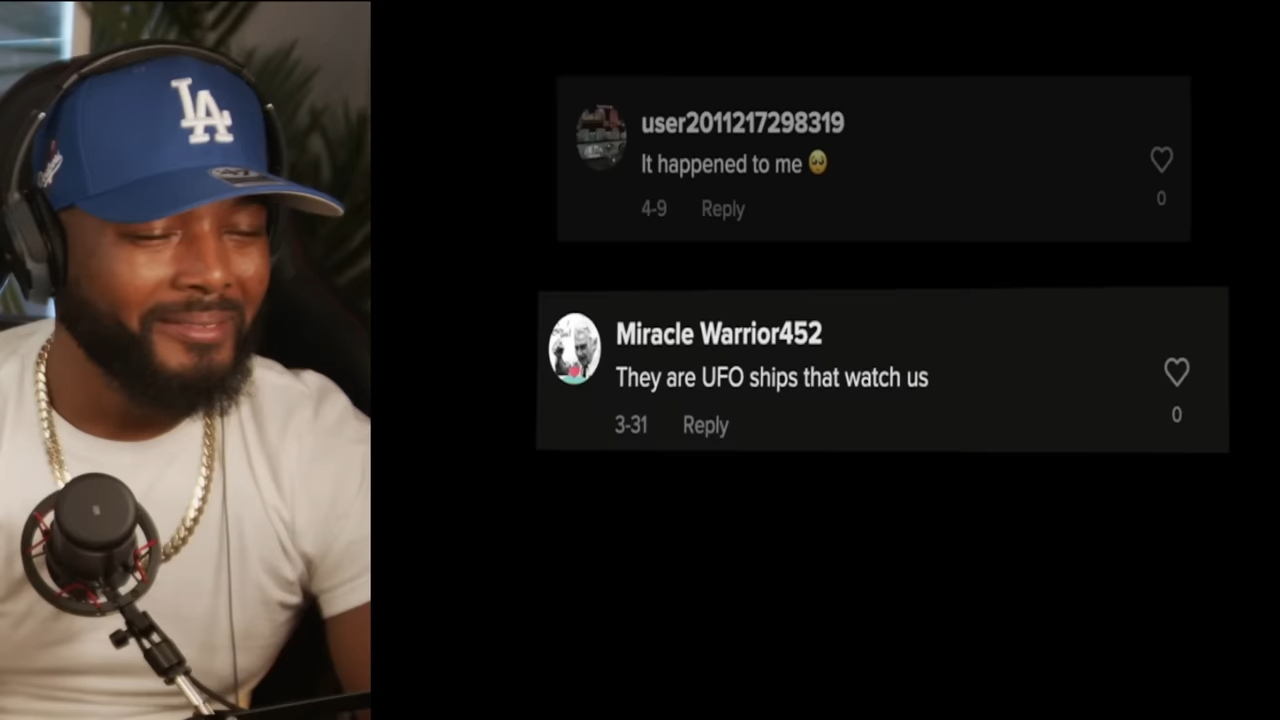 LA
user2011217298319
It happened to me 🥺
4-9 Reply
0
Miracle Warrior452
They are UFO ships that watch us
3-31 Reply
0